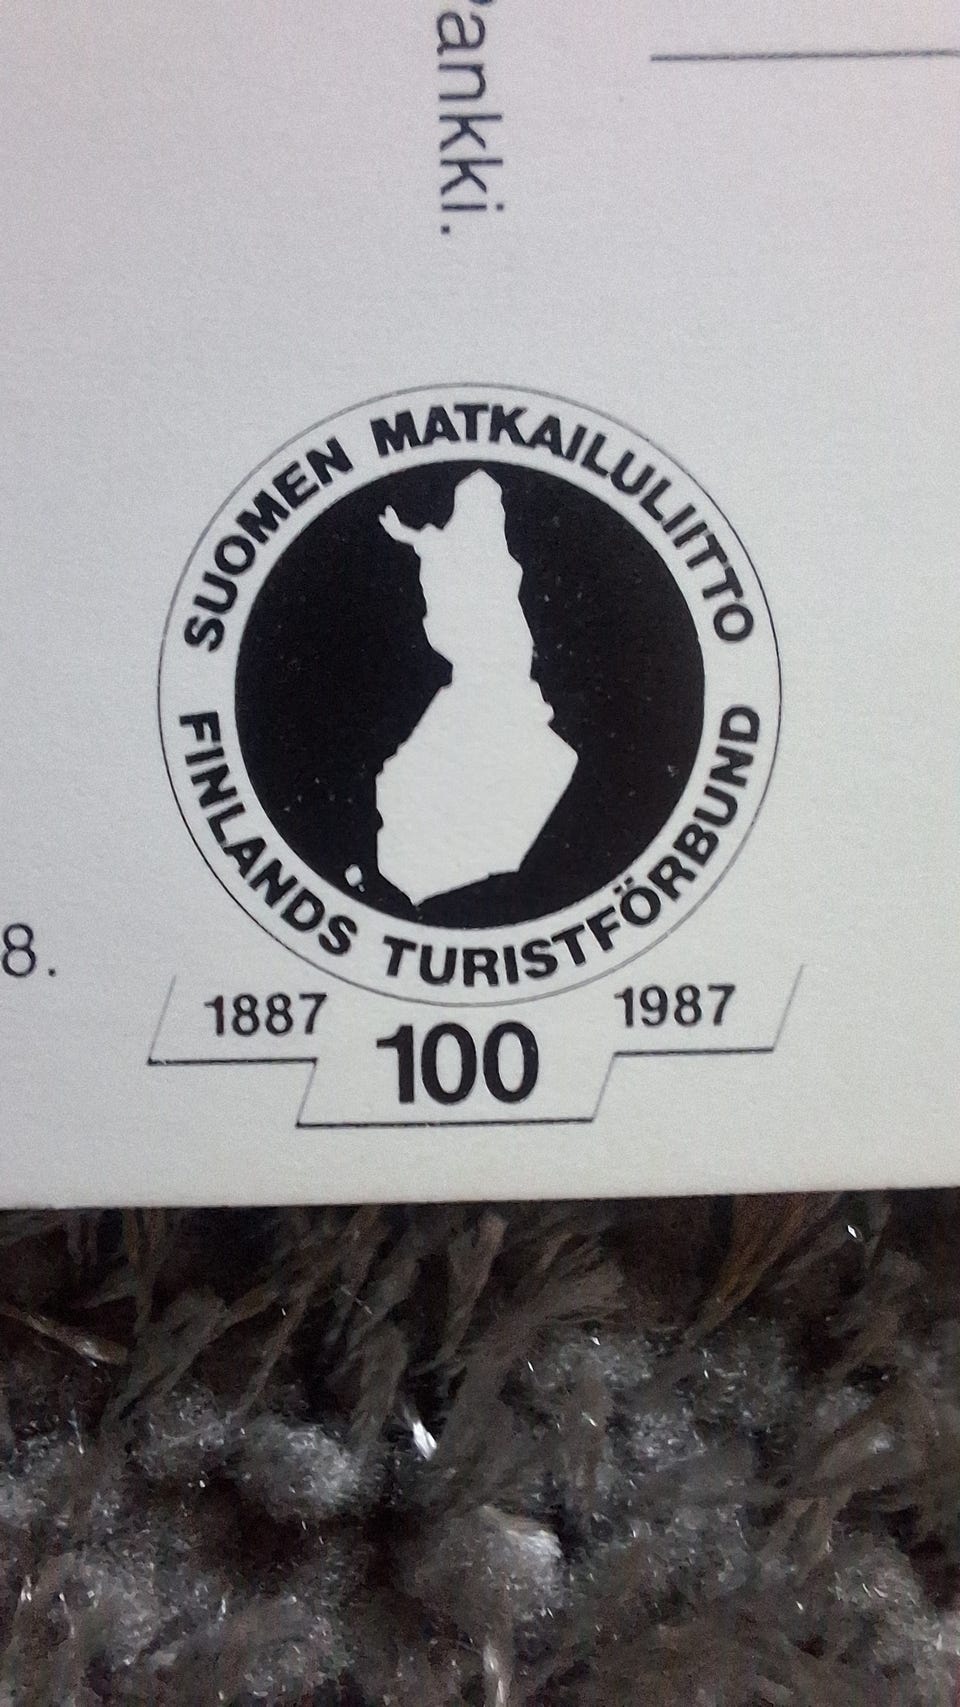 ankki.
SUOMEN MATKAILULIITTO
FINLANDS TURISTFÖRBUND
8.
1887
100
1987